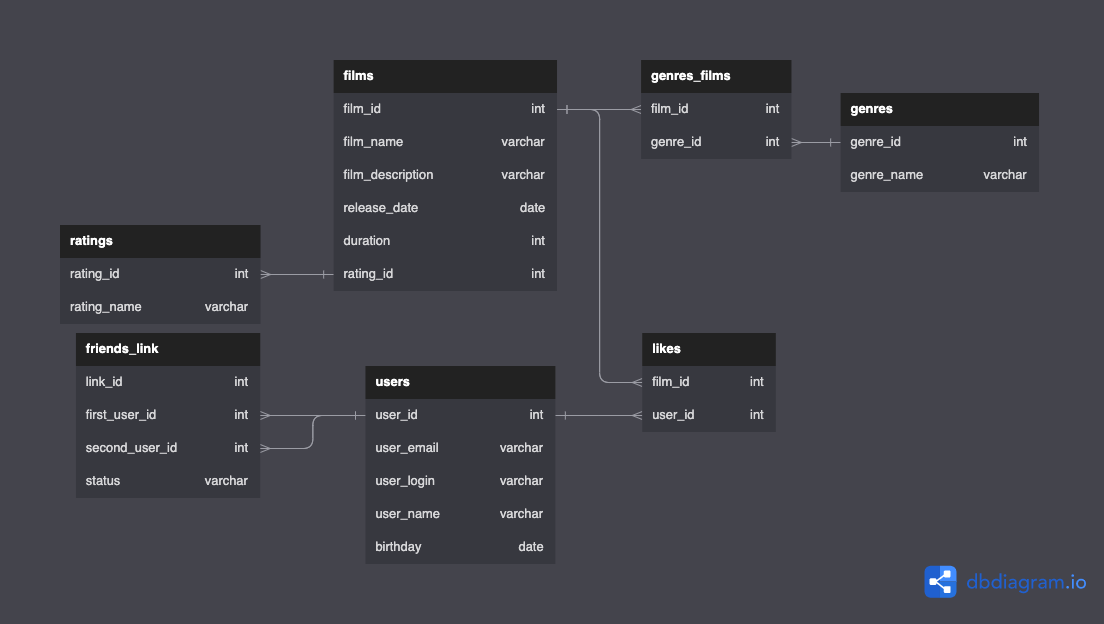 films
film_id int
film_name varchar
film_description varchar
release_date date
duration int
rating_id int
genres_films
film_id int
genre_id int
genres
genre_id int
genre_name varchar
ratings
rating_id int
rating_name varchar
friends_link
link_id int
first_user_id int
second_user_id int
status varchar
users
user_id int
user_email varchar
user_login varchar
user_name varchar
birthday date
likes
film_id int
user_id int
dbdiagram.io